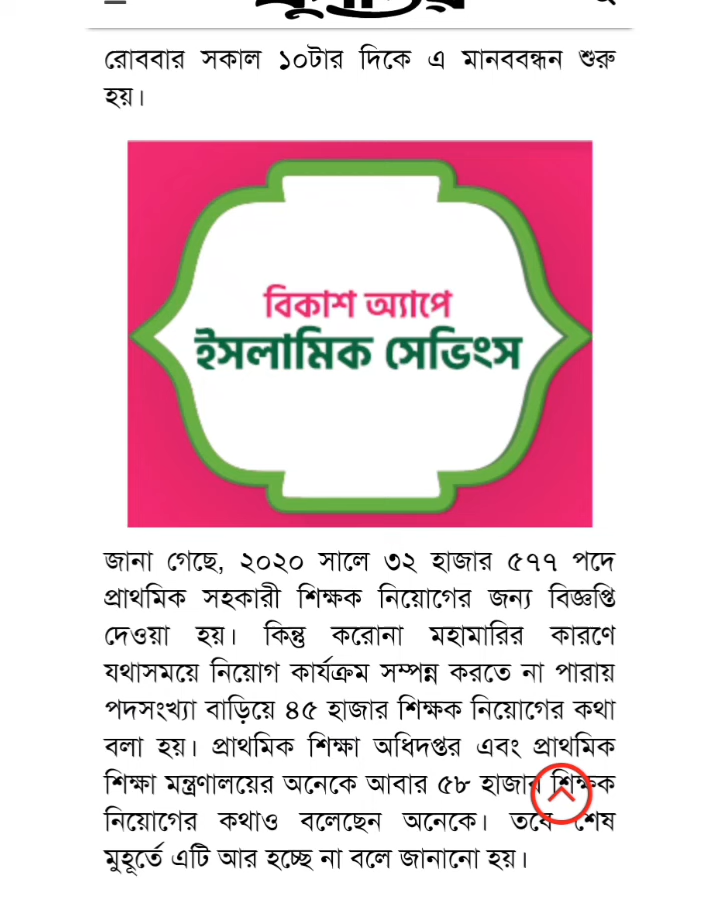 রোববার সকাল ১০টার দিকে এ মানববন্ধন শুরু
হয়।
বিকাশ অ্যাপে
ইসলামিক সেভিংস
জানা গেছে, ২০২০ সালে ৩২ হাজার ৫৭৭ পদে
প্রাথমিক সহকারী শিক্ষক নিয়োগের জন্য বিজ্ঞপ্তি
দেওয়া হয়। কিন্তু করোনা মহামারির কারণে
যথাসময়ে নিয়োগ কার্যক্রম সম্পন্ন করতে না পারায়
পদসংখ্যা বাড়িয়ে ৪৫ হাজার শিক্ষক নিয়োগের কথা
বলা হয়। প্রাথমিক শিক্ষা অধিদপ্তর এবং প্রাথমিক
শিক্ষা মন্ত্রণালয়ের অনেকে আবার ৫৮ হাজার শিক্ষক
নিয়োগের কথাও বলেছেন অনেকে। তবে শেষ
মুহূর্তে এটি আর হচ্ছে না বলে জানানো হয়।